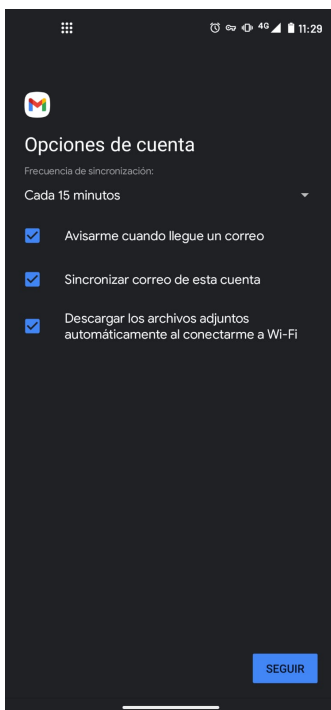 4G 11:29
Opciones de cuenta
Frecuencia de sincronización:
Cada 15 minutos
Avisarme cuando llegue un correo
Sincronizar correo de esta cuenta
Descargar los archivos adjuntos
automáticamente al conectarme a Wi-Fi
SEGUIR